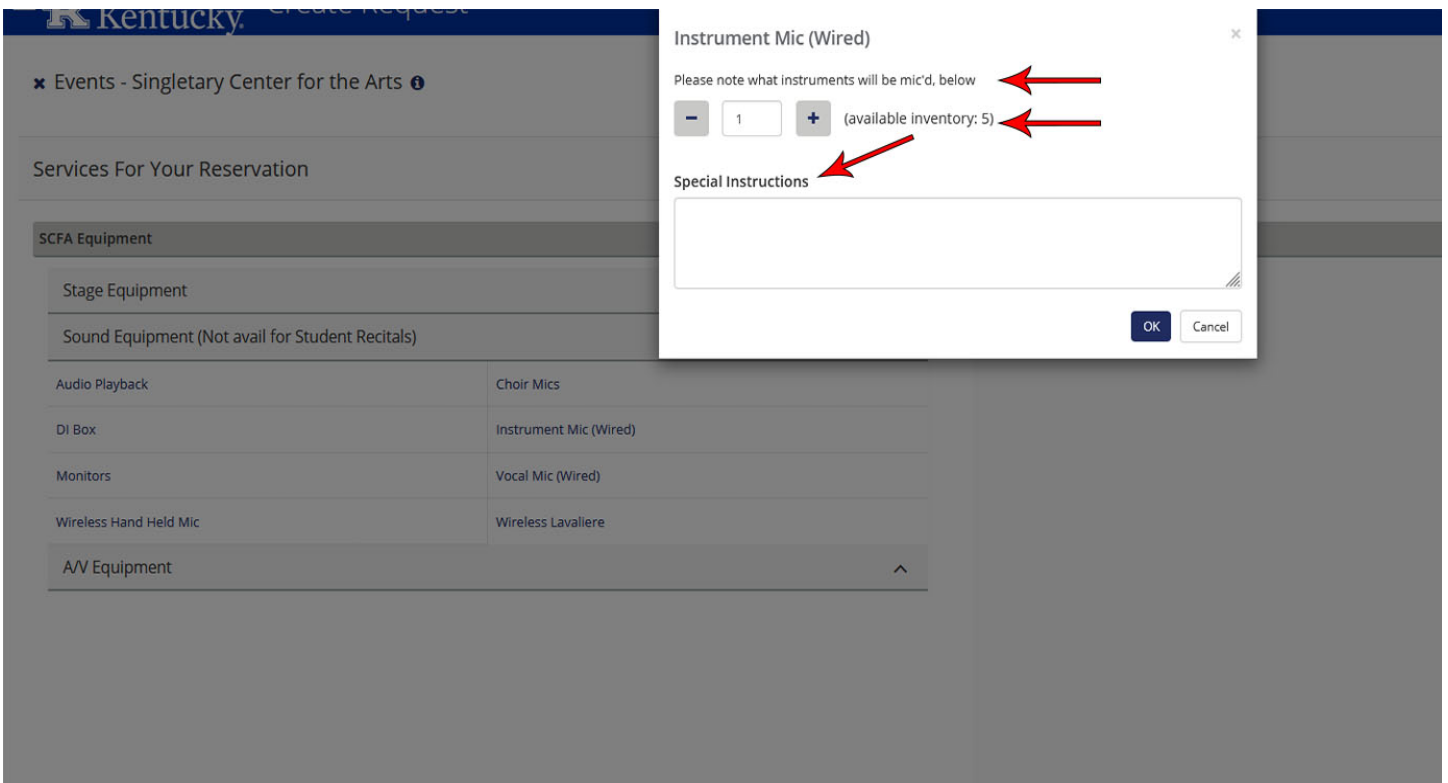 Kentucky. Create Request
Events - Singletary Center for the Arts
Services For Your Reservation
SCFA Equipment
Stage Equipment
Sound Equipment (Not avail for Student Recitals)
Audio Playback
Choir Mics
DI Box
Instrument Mic (Wired)
Monitors
Vocal Mic (Wired)
Wireless Hand Held Mic
Wireless Lavaliere
A/V Equipment
Instrument Mic (Wired)
Please note what instruments will be mic'd, below
1
(available inventory: 5)
Special Instructions
OK
Cancel